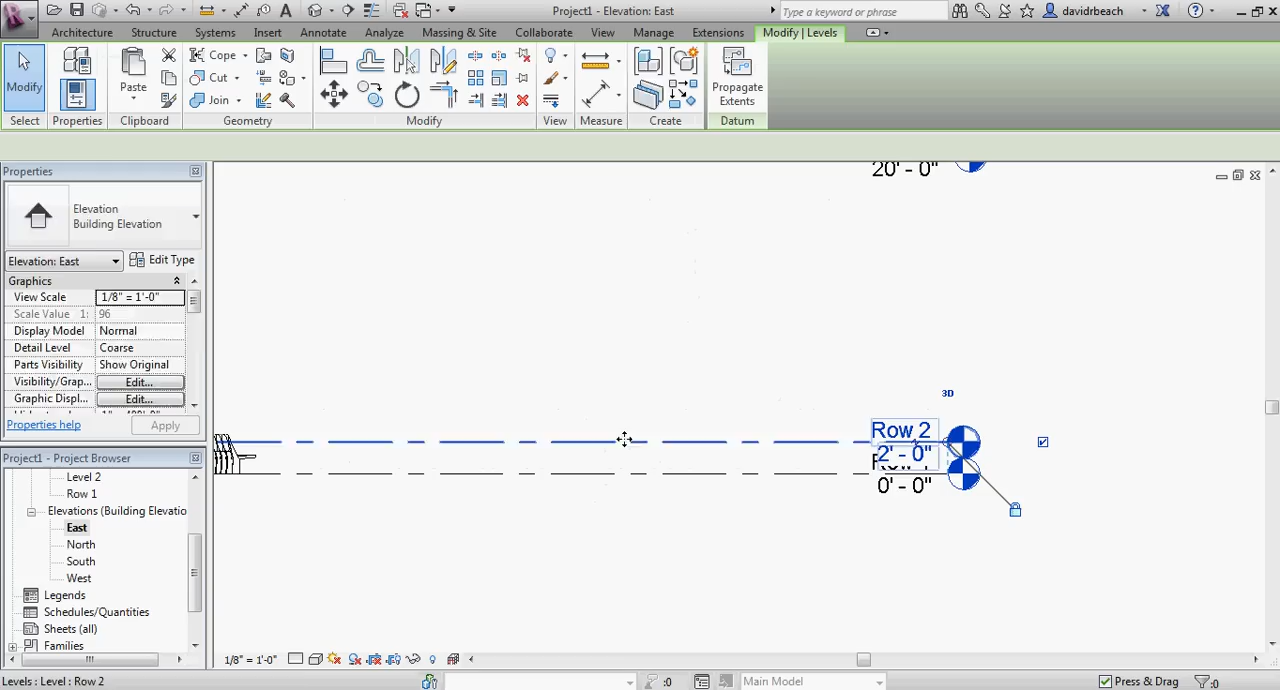 Project1 - Elevation: East
Type a keyword or phrase
davidrbeach
Architecture Structure Systems Insert Annotate Analyze Massing & Site Collaborate View Manage Extensions Modify | Levels
Modify
Cope
Cut
Join
Paste
Propagate
Extents
Select Properties Clipboard Geometry Modify View Measure Create Datum
Properties
Elevation
Building Elevation
Elevation: East
Edit Type
Graphics
View Scale 1/8" = 1'-0"
Scale Value 1: 96
Display Model Normal
Detail Level Coarse
Parts Visibility Show Original
Visibility/Grap... Edit...
Graphic Displ... Edit...
Properties help
Apply
Project1 - Project Browser
Level 2
Row 1
Elevations (Building Elevatio
East
North
South
West
Legends
Schedules/Quantities
Sheets (all)
Families
20' - 0"
3D
Row 2
2' - 0"
0' - 0"
1/8" = 1'-0"
Levels : Level : Row 2
:0
Main Model
Press & Drag
:0